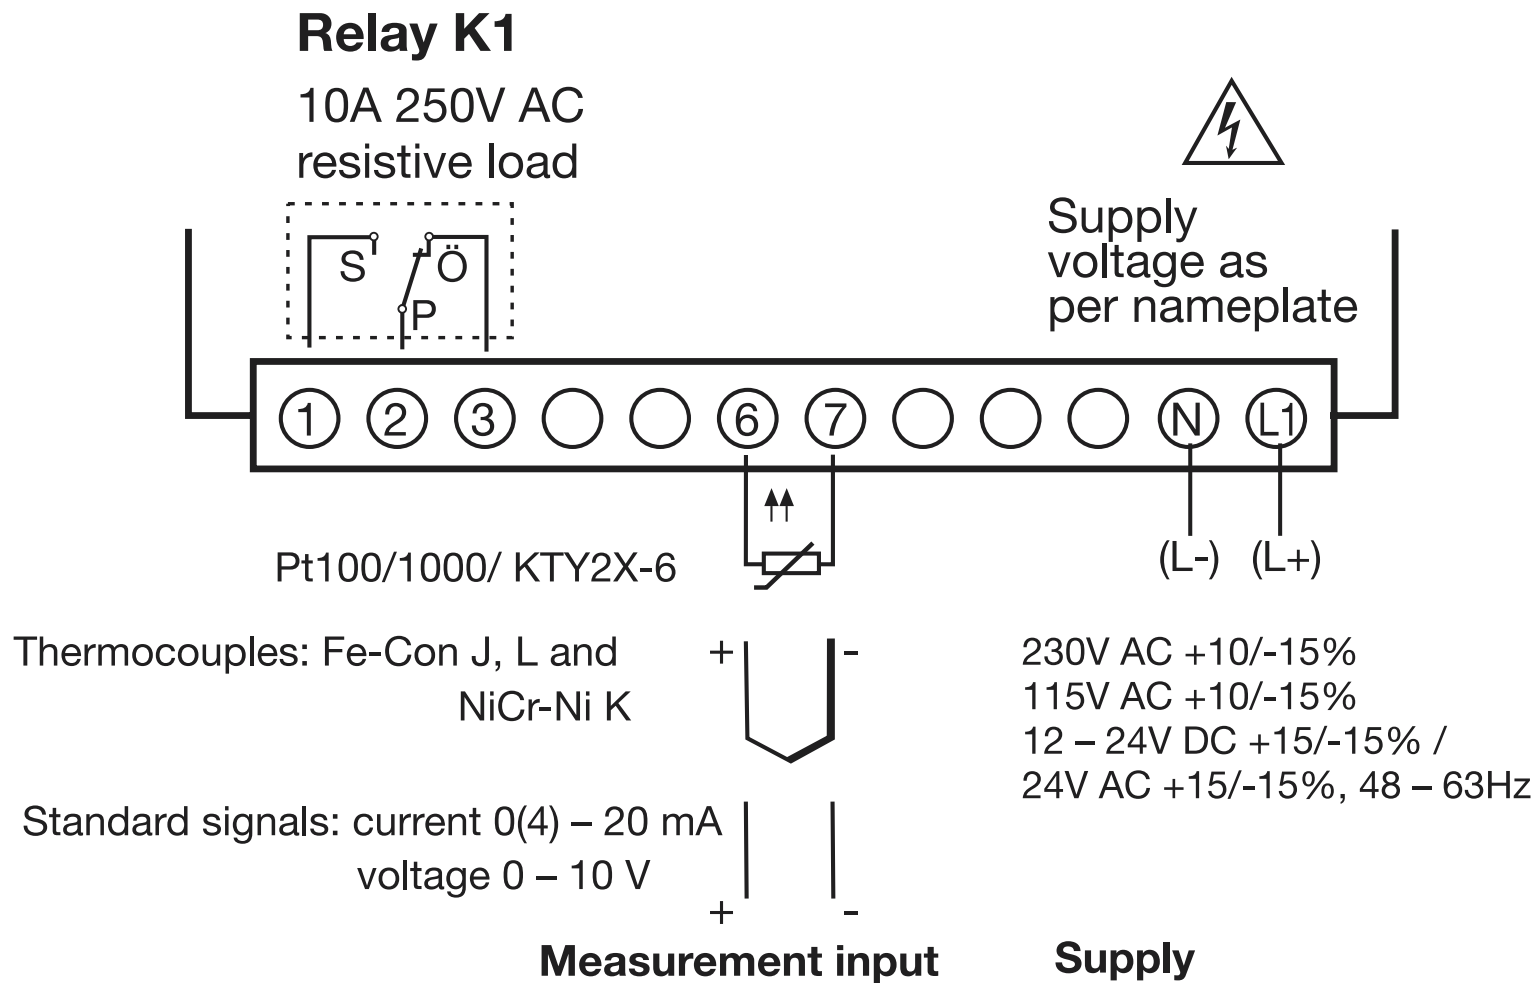 Relay K1
10A 250V AC
resistive load
S Ö
P
Supply
voltage as
per nameplate
1 2 3 6 7 N L1
(L-) (L+)
Pt100/1000/ KTY2X-6
Thermocouples: Fe-Con J, L and
NiCr-Ni K
+ -
Standard signals: current 0(4) – 20 mA
voltage 0 – 10 V
+ -
Measurement input
230V AC +10/-15%
115V AC +10/-15%
12 – 24V DC +15/-15% /
24V AC +15/-15%, 48 – 63Hz
Supply